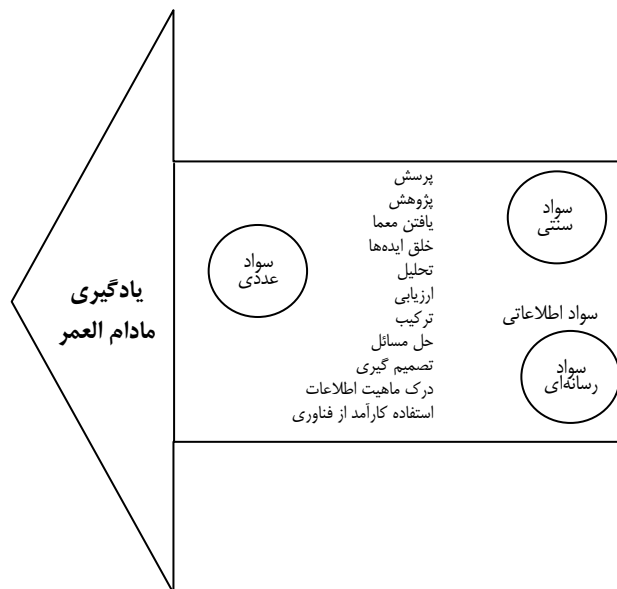 سواد
سنتی
سواد اطلاعاتی
سواد
رسانه‌ای
پرسش
پژوهش
یافتن معما
خلق ایده‌ها
تحلیل
ارزیابی
ترکیب
حل مسائل
تصمیم گیری
درک ماهیت اطلاعات
استفاده کارآمد از فناوری
سواد
عددی
یادگیری
مادام العمر